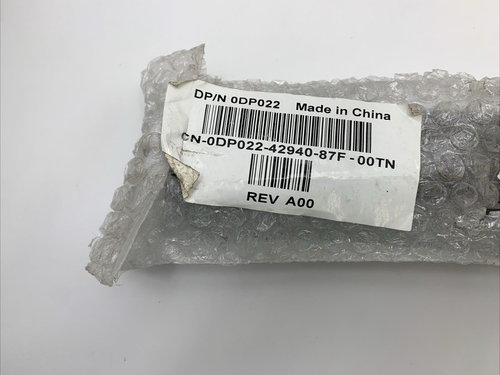 DP/N 0DP022 Made in China
CN-0DP022-42940-87F-00TN
REV A00